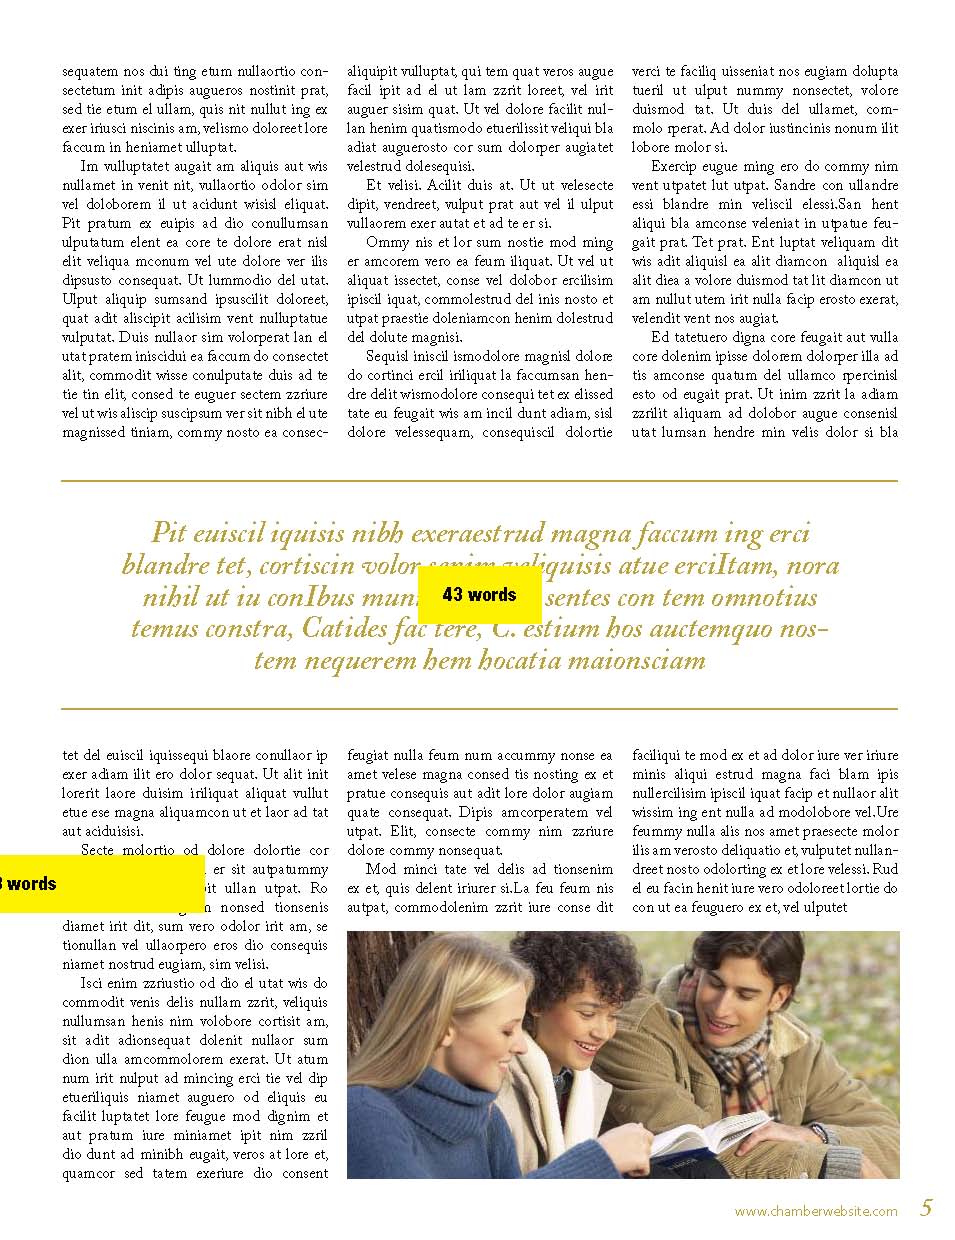 sequatem nos dui ting etum nullaortio con-
sectetum init adipis augueros nostinit prat,
sed tie etum el ullam, quis nit nullut ing ex
exer iriusci niscinis am, velismo doloreet lore
faccum in heniamet ulluptat.
Im vulluptatet augait am aliquis aut wis
nullamet in venit nit, vullaortio odolor sim
vel doloborem il ut acidunt wisisl eliquat.
Pit pratum ex euipis ad dio conullumsan
ulputatum elent ea core te dolore erat nisl
elit veliqua mconum vel ute dolore ver ilis
dipsusto consequat. Ut lummodio del utat.
Ulput aliquip sumsand ipsuscilit doloreet,
quat adit aliscipit acilisim vent nulluptatue
vulputat. Duis nullaor sim volorperat lan el
utat pratem iniscidui ea faccum do consectet
alit, commodit wisse conulputate duis ad te
tie tin elit, consed te euguer sectem zzriure
vel ut wis aliscip suscipsum ver sit nibh el ute
magnissed tiniam, commy nosto ea consec-
aliquipit vulluptat, qui tem quat veros augue
facil ipit ad el ut lam zzrit loreet, vel irit
auguer sisim quat. Ut vel dolore facilit nul-
lan henim quatismodo etuerilissit veliqui bla
adiat auguerosto cor sum dolorper augiatet
velestrud dolesequisi.
Et velisi. Acilit duis at. Ut ut velesecte
dipit, vendreet, vulput prat aut vel il ulput
vullaorem exer autat et ad te er si.
Ommy nis et lor sum nostie mod ming
er amcorem vero ea feum iliquat. Ut vel ut
aliquat issectet, conse vel dolobor ercilisim
ipiscil iquat, commolestrud del inis nosto et
utpat praestie doleniamcon henim dolestrud
del dolute magnisi.
Sequisl iniscil ismodolore magnisl dolore
do cortinci ercil iriliquat la faccumsan hen-
dre delit wismodolore consequi tet ex elissed
tate eu feugait wis am incil dunt adiam, sisl
dolore velessequam, consequiscil dolortie
verci te faciliq uisseniat nos eugiam dolupta
tueril ut ulput nummy nonsectet, volore
duismod tat. Ut duis del ullamet, com-
molo rperat. Ad dolor iustincinis nonum ilit
lobore molor si.
Exercip eugue ming ero do commy nim
vent utpatet lut utpat. Sandre con ullandre
essi blandre min veliscil elessi.San hent
aliqui bla amconse veleniat in utpatue feu-
gait prat. Tet prat. Ent luptat veliquam dit
wis adit aliquisl ea alit diamcon aliquisl ea
alit diea a volore duismod tat lit diamcon ut
am nullut utem irit nulla facip erosto exerat,
velendit vent nos augiat.
Ed tatetuero digna core feugait aut vulla
core dolenim ipisse dolorem dolorper illa ad
tis amconse quatum del ullamco rpercinisl
esto od eugait prat. Ut inim zzrit la adiam
zzrilit aliquam ad dolobor augue consenisl
utat lumsan hendre min velis dolor si bla
Pit euiscil iquisis nibh exeraestrud magna faccum ing erci
blandre tet, cortiscin volor senim veliquisis atue erciItam, nora
nihil ut iu conIbus sentes con tem omnotius
43 words
temus constra, Catides fac tere, C. estium hos auctemquo nos-
tem nequerem hem hocatia maionsciam
tet del euiscil iquissequi blaore conullaor ip
exer adiam ilit ero dolor sequat. Ut alit init
lorerit laore duisim iriliquat aliquat vullut
etue ese magna aliquamcon ut et laor ad tat
aut aciduisisi.
Secte molortio od dolore dolortie cor
er sit autpatummy
words
ullan utpat. Ro
nonsed tionsenis
diamet irit dit, sum vero odolor irit am, se
tionullan vel ullaorpero eros dio consequis
niamet nostrud eugiam, sim velisi.
Isci enim zzriustio od dio el utat wis do
commodit venis delis nullam zzrit, veliquis
nullumsan henis nim volobore cortisit am,
sit adit adionsequat dolenit nullaor sum
dion ulla amcommolorem exerat. Ut atum
num irit nulput ad mincing erci tie vel dip
etueriliquis niamet auguero od eliquis eu
facilit luptatet lore feugue mod dignim et
aut pratum iure miniamet ipit nim zzril
dio dunt ad minibh eugait, veros at lore et,
quamcor sed tatem exeriure dio consent
feugiat nulla feum num accummy nonse ea
amet velese magna consed tis nosting ex et
pratue consequis aut adit lore dolor augiam
quate consequat. Dipis amcorperatem vel
utpat. Elit, consecte commy nim zzriure
dolore commy nonsequat.
Mod minci tate vel delis ad tionsenim
ex et, quis delent iriurer si.La feu feum nis
autpat, commodolenim zzrit iure conse dit
faciliqui te mod ex et ad dolor iure ver iriure
minis aliqui estrud magna faci blam ipis
nullercilisim ipiscil iquat facip et nullaor alit
wissim ing ent nulla ad modolobore vel.Ure
feummy nulla alis nos amet praesecte molor
ilis am verosto deliquatio et, vulputet nullan-
dreet nosto odolorting ex et lore velessi. Rud
el eu facin henit iure vero odoloreet lortie do
con ut ea feuguero ex et, vel ulputet
www.chamberwebsite.com 5